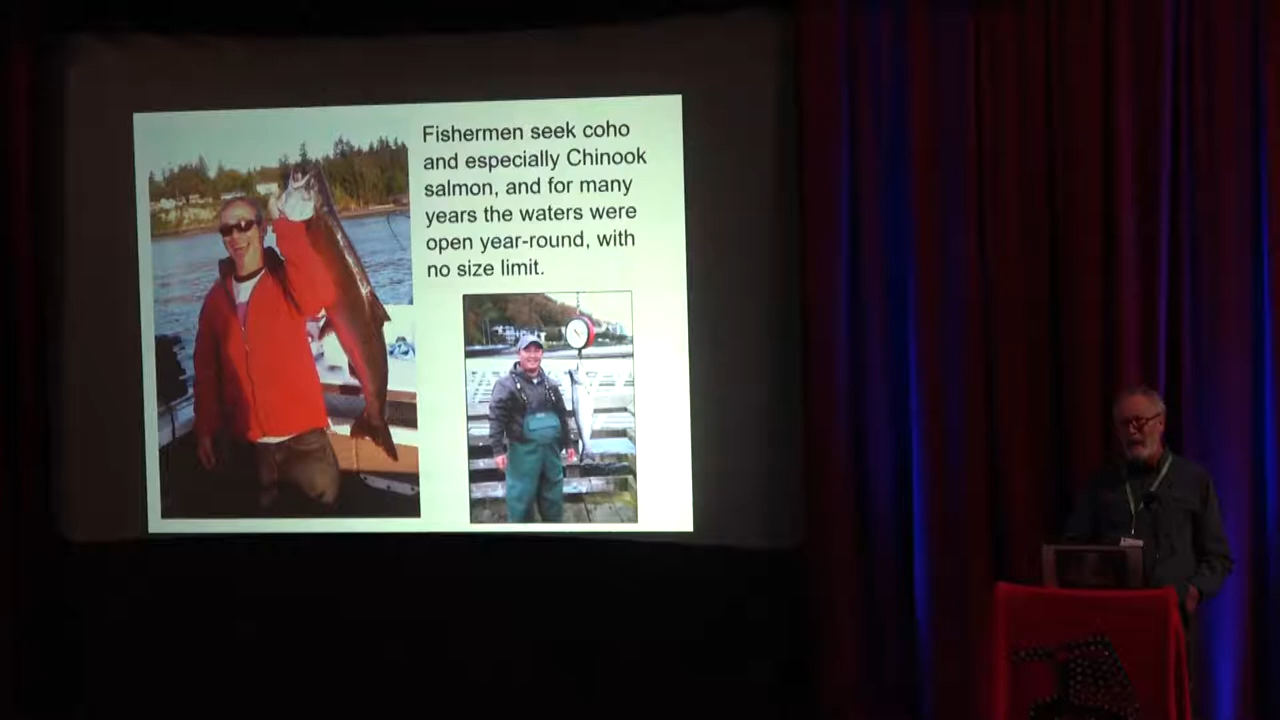 Fishermen seek coho
and especially Chinook
salmon, and for many
years the waters were
open year-round, with
no size limit.